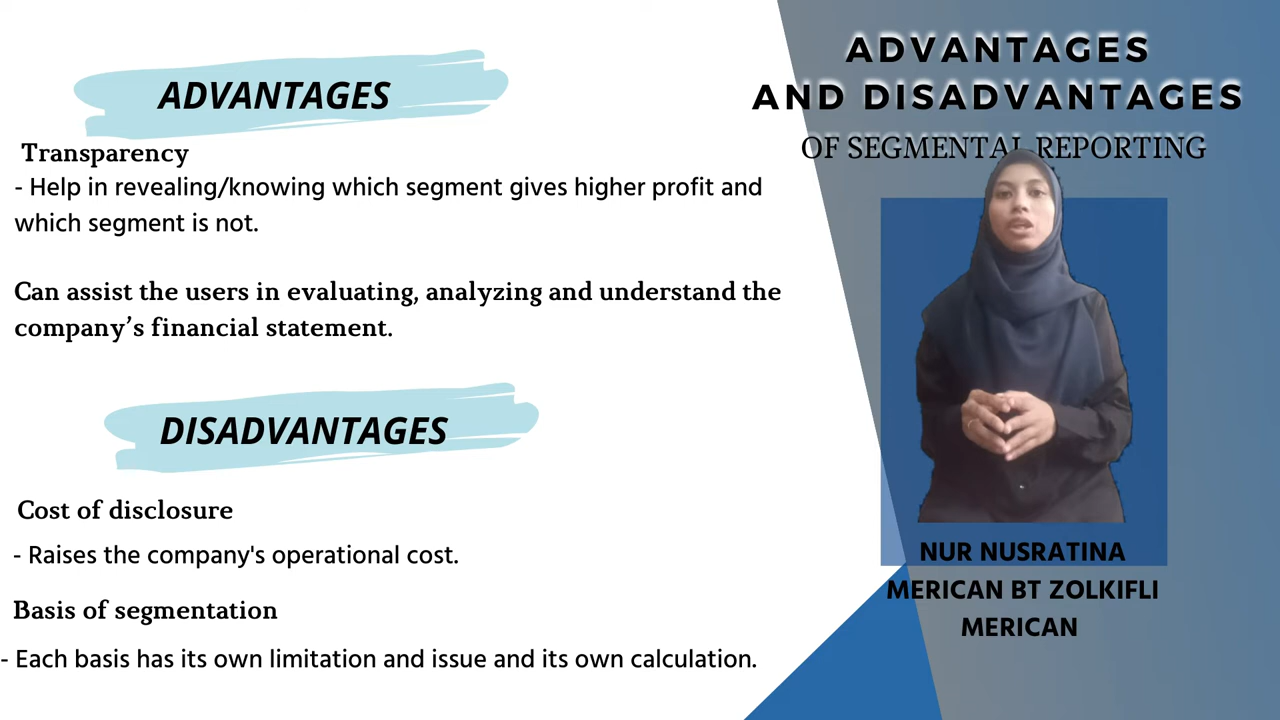 ADVANTAGES
Transparency
- Help in revealing/knowing which segment gives higher profit and
which segment is not.
Can assist the users in evaluating, analyzing and understand the
company’s financial statement.
DISADVANTAGES
Cost of disclosure
- Raises the company's operational cost.
Basis of segmentation
- Each basis has its own limitation and issue and its own calculation.
ADVANTAGES
AND DISADVANTAGES
OF SEGMENTAL REPORTING
NUR NUSRATINA
MERICAN BT ZOLKIFLI
MERICAN